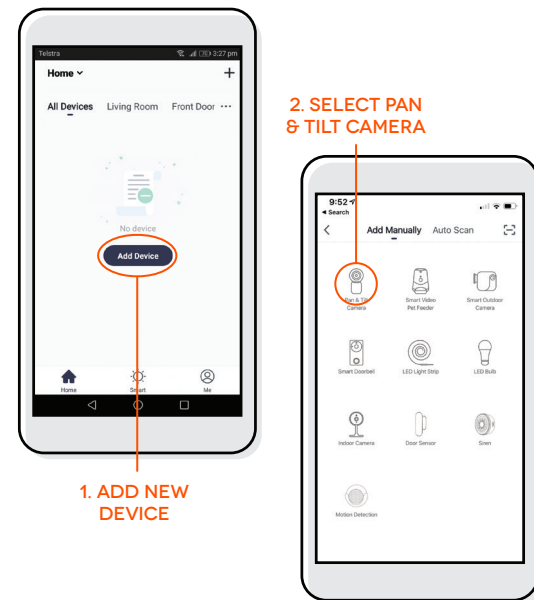 Telstra 3:27 pm
Home
All Devices Living Room Front Door ...
No device
Add Device
Home Smart Me
1. ADD NEW
DEVICE
2. SELECT PAN
& TILT CAMERA
9:52
Search
Add Manually Auto Scan
Pan & Tilt
Camera
Smart Video
Pet Feeder
Smart Outdoor
Camera
Smart Doorbell
LED Light Strip
LED Bulb
Indoor Camera
Door Sensor
Siren
Motion Detection